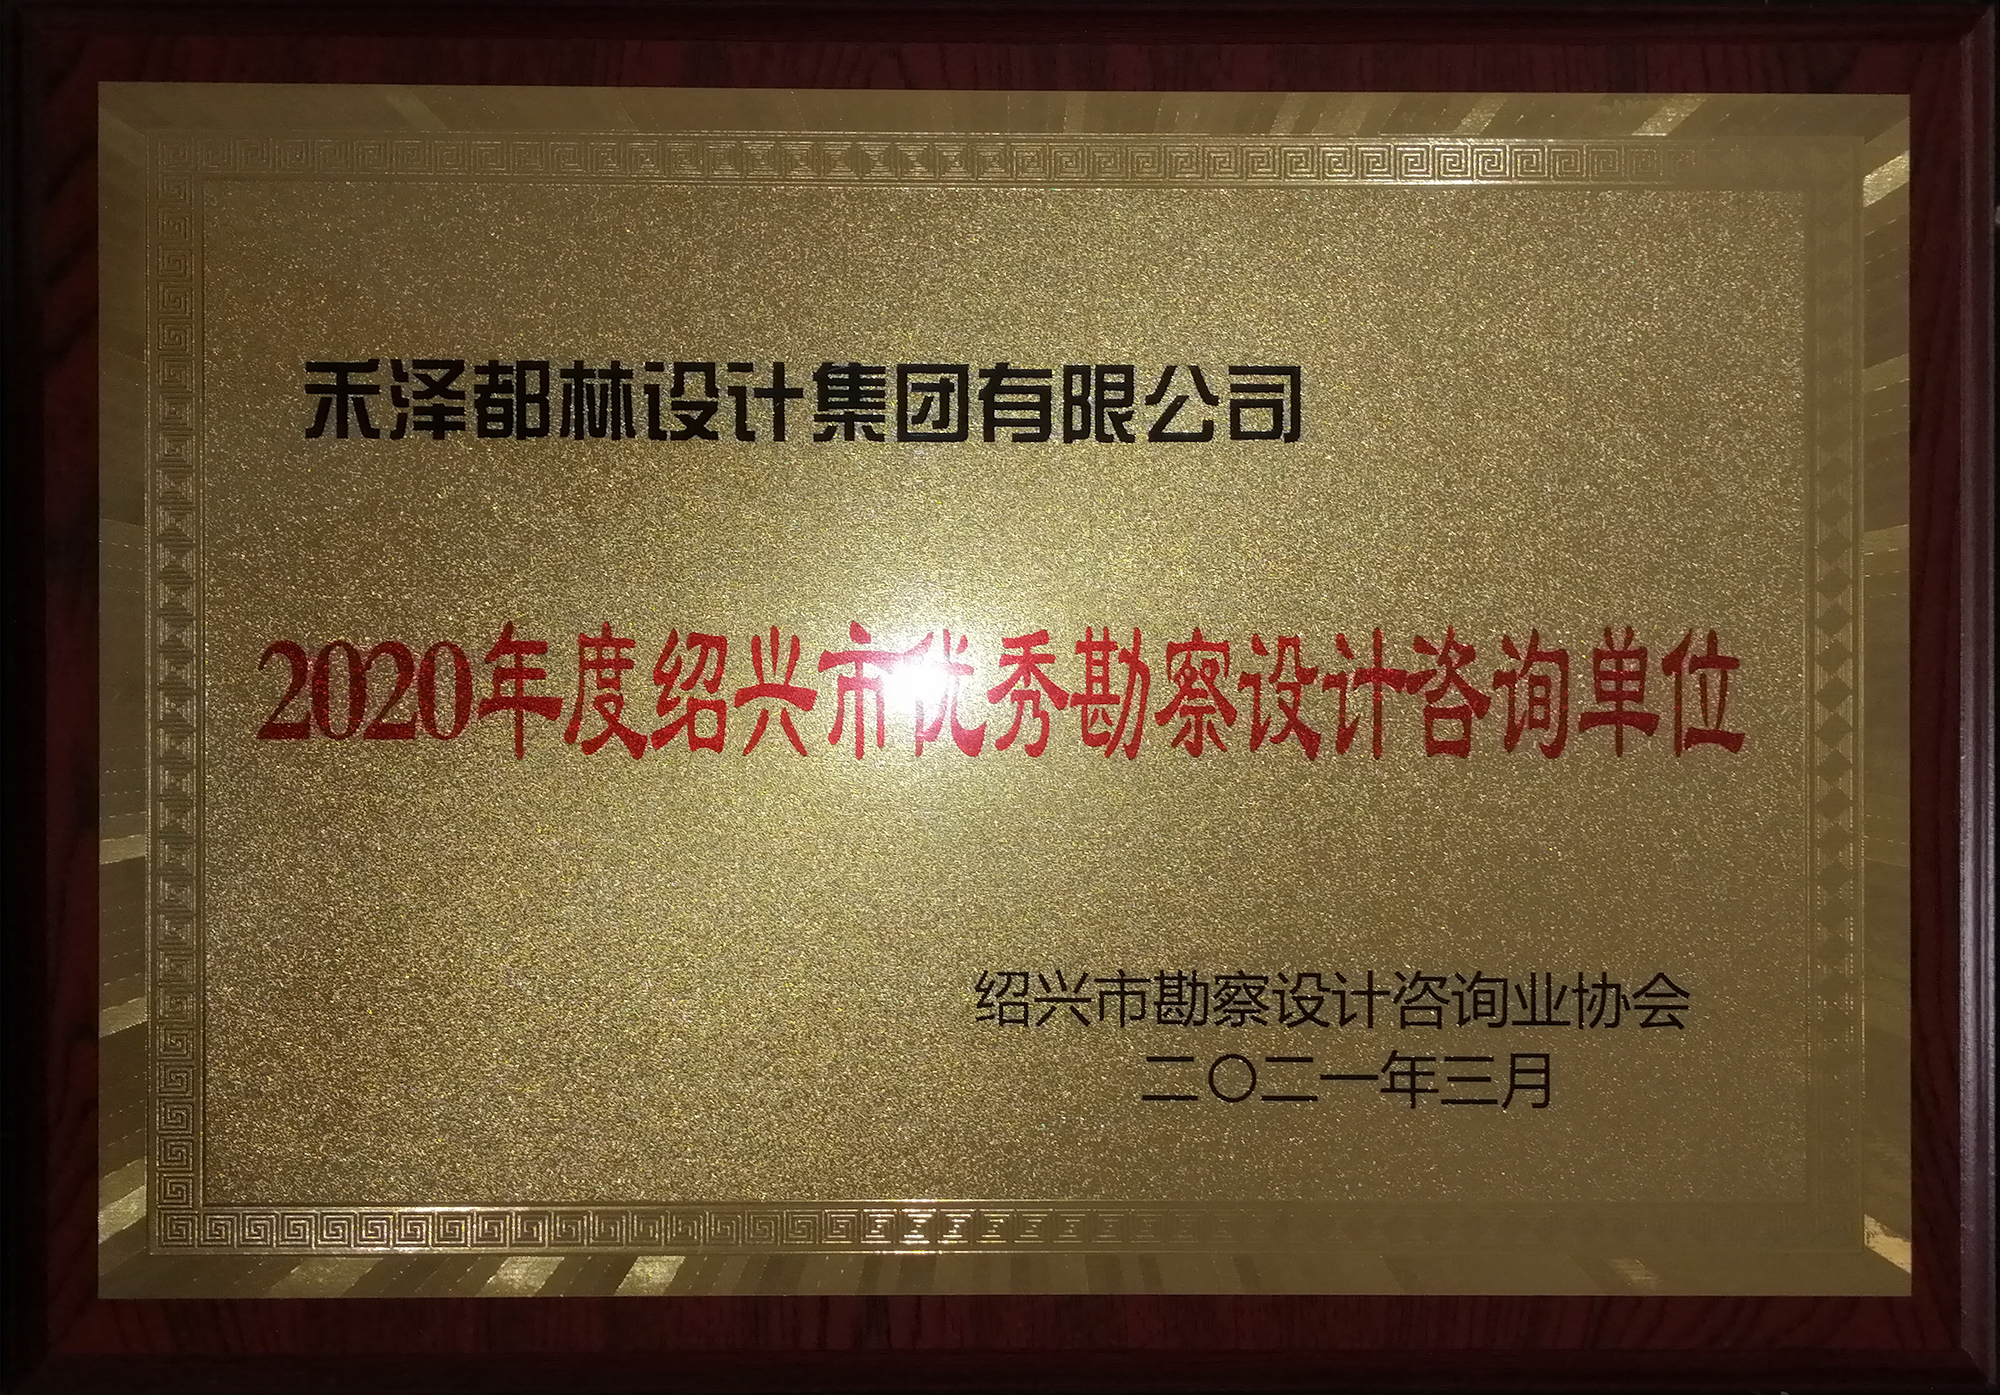 禾泽都林设计集团有限公司
2020年度绍兴市优秀勘察设计咨询单位
绍兴市勘察设计咨询业协会
二〇二一年三月